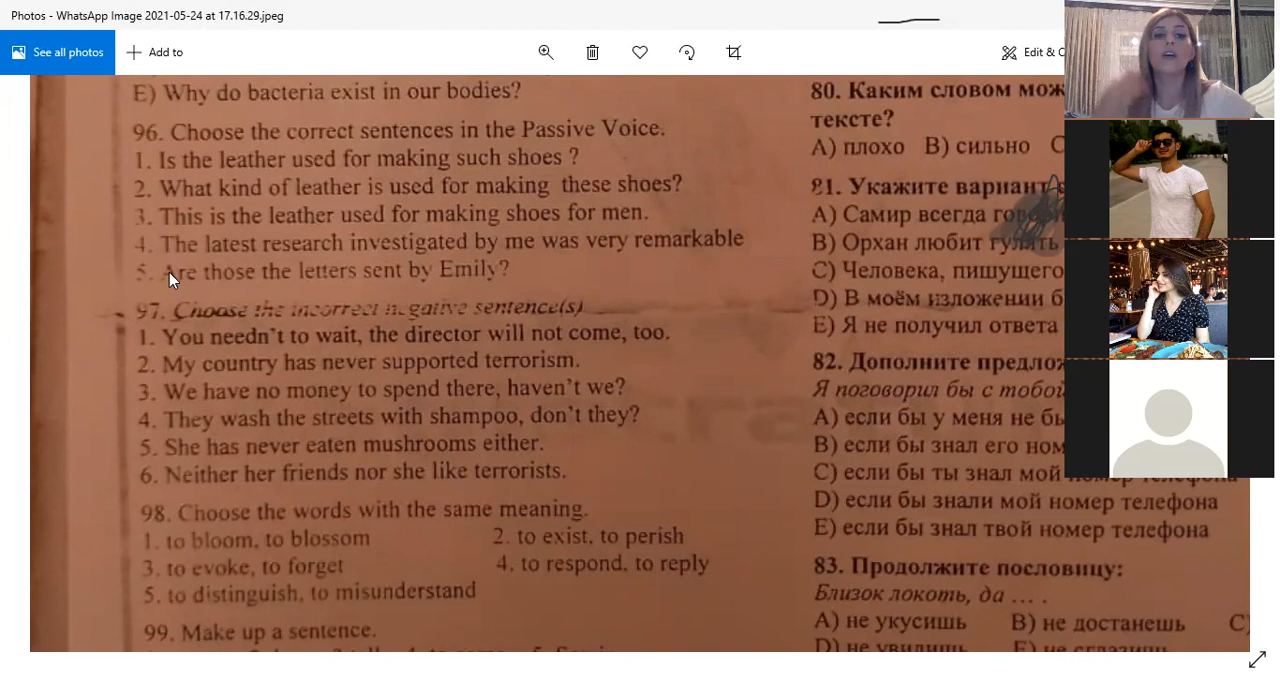 Photos - WhatsApp Image 2021-05-24 at 17.16.29.jpeg
See all photos
Add to
Edit & C
E) Why do bacteria exist in our bodies?
96. Choose the correct sentences in the Passive Voice.
1. Is the leather used for making such shoes ?
2. What kind of leather is used for making these shoes?
3. This is the leather used for making shoes for men.
4. The latest research investigated by me was very remarkable
5. Are those the letters sent by Emily?
97. Choose the incorrect negative sentence(s)
1. You needn't to wait, the director will not come, too.
2. My country has never supported terrorism.
3. We have no money to spend there, haven't we?
4. They wash the streets with shampoo, don't they?
5. She has never eaten mushrooms either.
6. Neither her friends nor she like terrorists.
98. Choose the words with the same meaning.
1. to bloom, to blossom 2. to exist, to perish
3. to evoke, to forget 4. to respond, to reply
5. to distinguish, to misunderstand
99. Make up a sentence.
80. Каким словом мож
тексте?
A) плохо B) сильно C
81. Укажите вариант
A) Самир всегда
B) Орхан любит гулять
C) Человека, пишущего
D) В моём изложении б
E) Я не получил ответа
82. Дополните предлож
Я поговорил бы с тобой
A) если бы у меня не бы
B) если бы знал его ном
C) если бы ты знал мой номер телефона
D) если бы знали мой номер телефона
E) если бы знал твой номер телефона
83. Продолжите пословицу:
Близок локоть, да ... .
A) не укусишь B) не достанешь C)
D) не увидишь E) не сглазишь